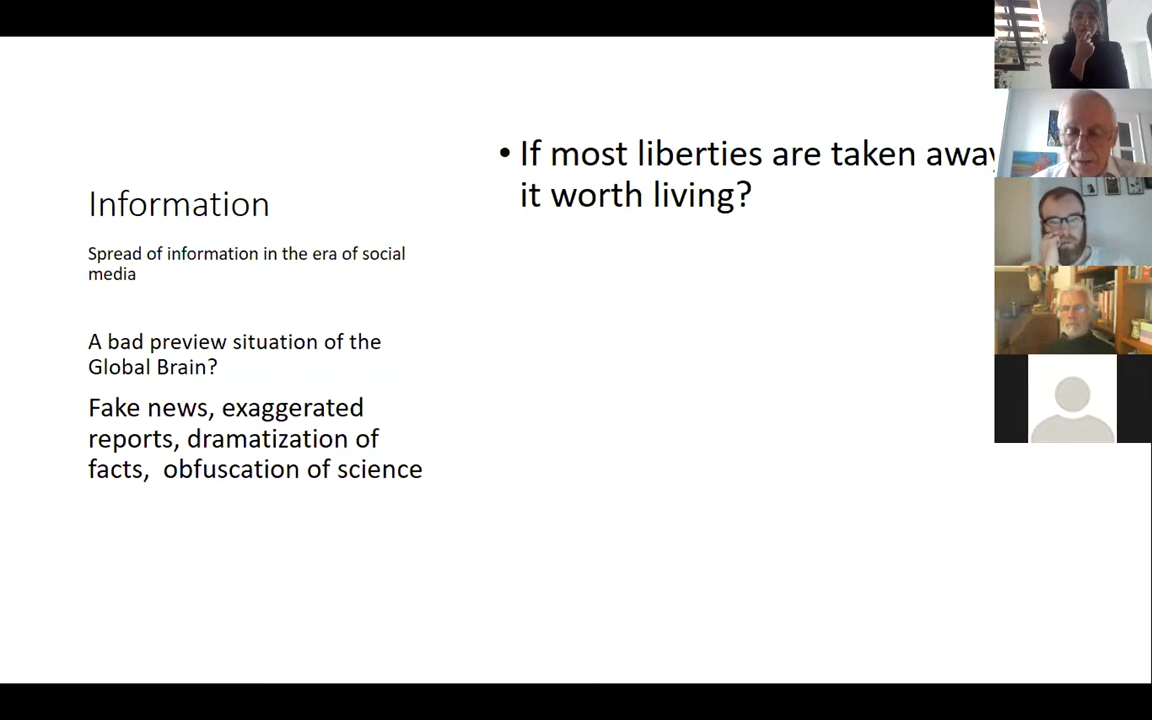 Information
Spread of information in the era of social
media
A bad preview situation of the
Global Brain?
Fake news, exaggerated
reports, dramatization of
facts,  obfuscation of science
• If most liberties are taken away
it worth living?